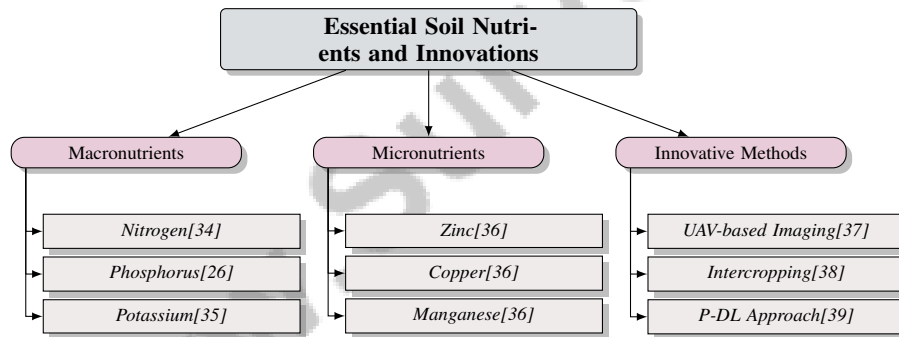 Essential Soil Nutri-
ents and Innovations
Macronutrients
Micronutrients
Innovative Methods
Nitrogen[34]
Zinc[36]
UAV-based Imaging[37]
Phosphorus[26]
Copper[36]
Intercropping[38]
Potassium[35]
Manganese[36]
P-DL Approach[39]